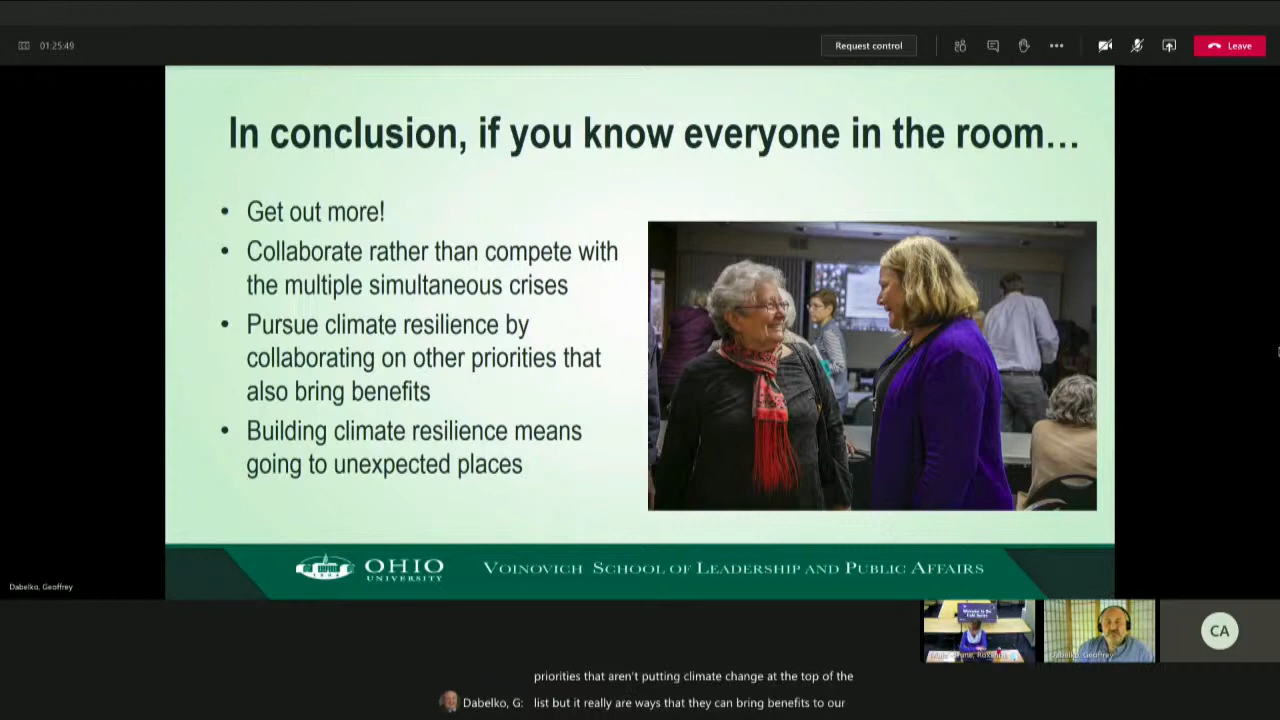 01:25:49
Request control
Leave
In conclusion, if you know everyone in the room…
• Get out more!
• Collaborate rather than compete with
the multiple simultaneous crises
• Pursue climate resilience by
collaborating on other priorities that
also bring benefits
• Building climate resilience means
going to unexpected places
OHIO
UNIVERSITY
VOINOVICH SCHOOL OF LEADERSHIP AND PUBLIC AFFAIRS
Dabelko, Geoffrey
Dabelko, Geoffrey
CA
priorities that aren't putting climate change at the top of the
Dabelko, G: list but it really are ways that they can bring benefits to our